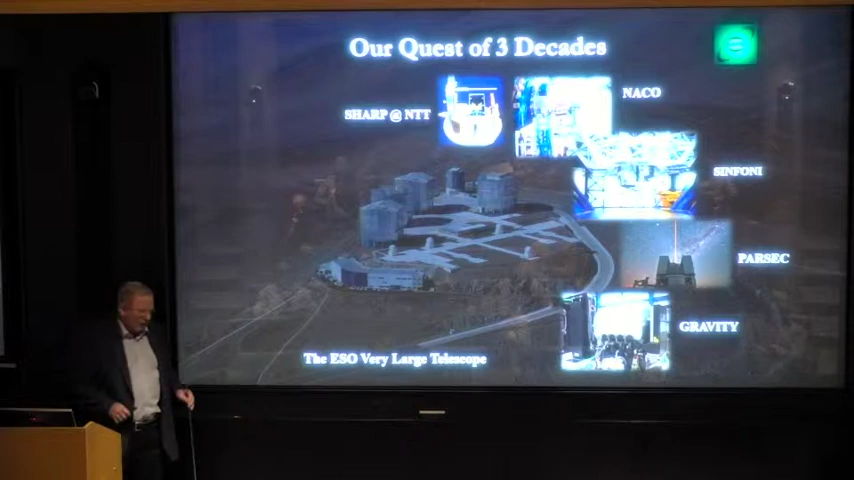 Our Quest of 3 Decades
SHARP @ NTT
NACO
SINFONI
PARSEC
GRAVITY
The ESO Very Large Telescope